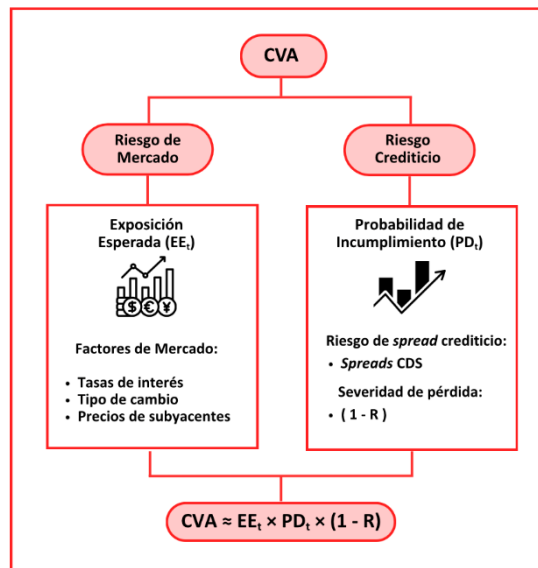 CVA
Riesgo de
Mercado
Riesgo
Crediticio
Exposición
Esperada (EEₜ)
$ € ¥
Factores de Mercado:
• Tasas de interés
• Tipo de cambio
• Precios de subyacentes
Probabilidad de
Incumplimiento (PDₜ)
Riesgo de spread crediticio:
• Spreads CDS
Severidad de pérdida:
• ( 1 - R )
CVA ≈ EEₜ × PDₜ × (1 - R)